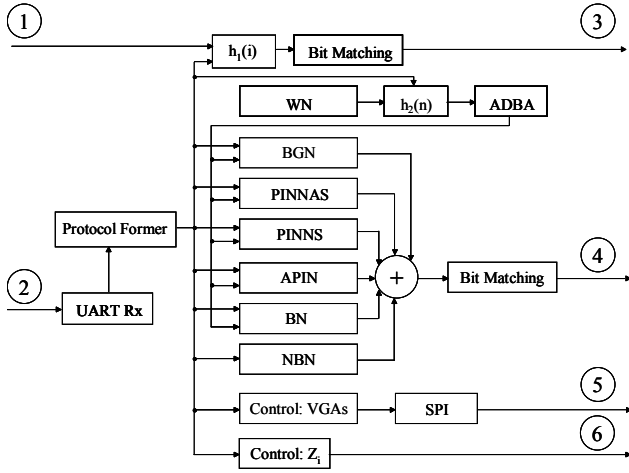 1
3
h₁(i)
Bit Matching
WN
h₂(n)
ADBA
BGN
PINNAS
Protocol Former
PINNS
4
2
APIN
+
Bit Matching
UART Rx
BN
NBN
5
Control: VGAs
SPI
6
Control: Zᵢ